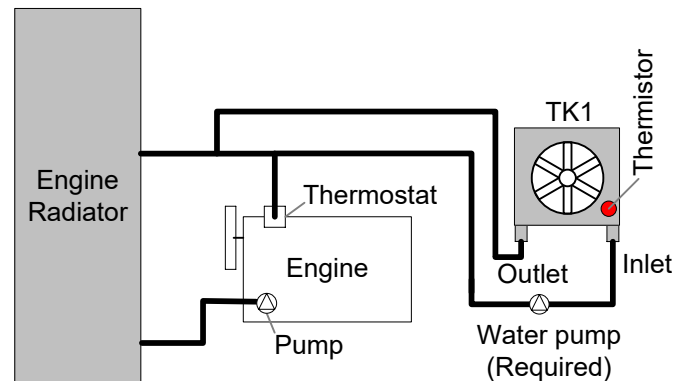 TK1
Thermistor
Engine
Radiator
Thermostat
Engine
Outlet
Inlet
Pump
Water pump
(Required)